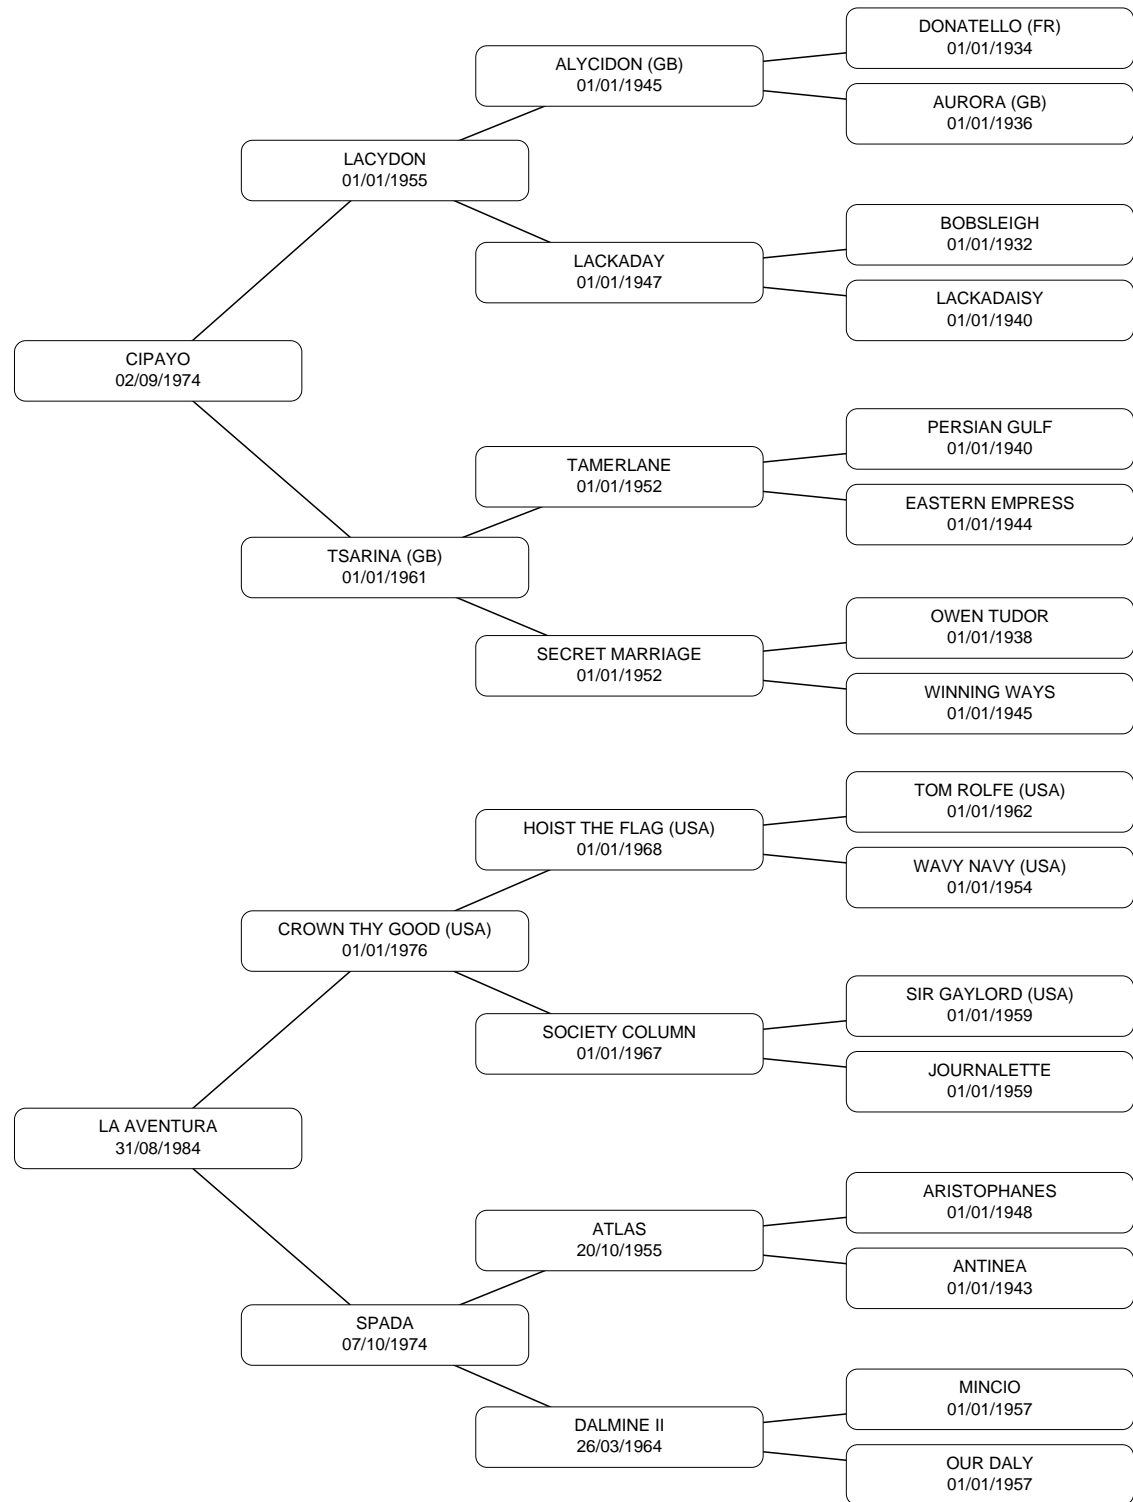 DONATELLO (FR)
01/01/1934
ALYCIDON (GB)
01/01/1945
AURORA (GB)
01/01/1936
LACYDON
01/01/1955
BOBSLEIGH
01/01/1932
LACKADAY
01/01/1947
LACKADAISY
01/01/1940
CIPAYO
02/09/1974
PERSIAN GULF
01/01/1940
TAMERLANE
01/01/1952
EASTERN EMPRESS
01/01/1944
TSARINA (GB)
01/01/1961
OWEN TUDOR
01/01/1938
SECRET MARRIAGE
01/01/1952
WINNING WAYS
01/01/1945
TOM ROLFE (USA)
01/01/1962
HOIST THE FLAG (USA)
01/01/1968
WAVY NAVY (USA)
01/01/1954
CROWN THY GOOD (USA)
01/01/1976
SIR GAYLORD (USA)
01/01/1959
SOCIETY COLUMN
01/01/1967
JOURNALETTE
01/01/1959
LA AVENTURA
31/08/1984
ARISTOPHANES
01/01/1948
ATLAS
20/10/1955
ANTINEA
01/01/1943
SPADA
07/10/1974
MINCIO
01/01/1957
DALMINE II
26/03/1964
OUR DALY
01/01/1957